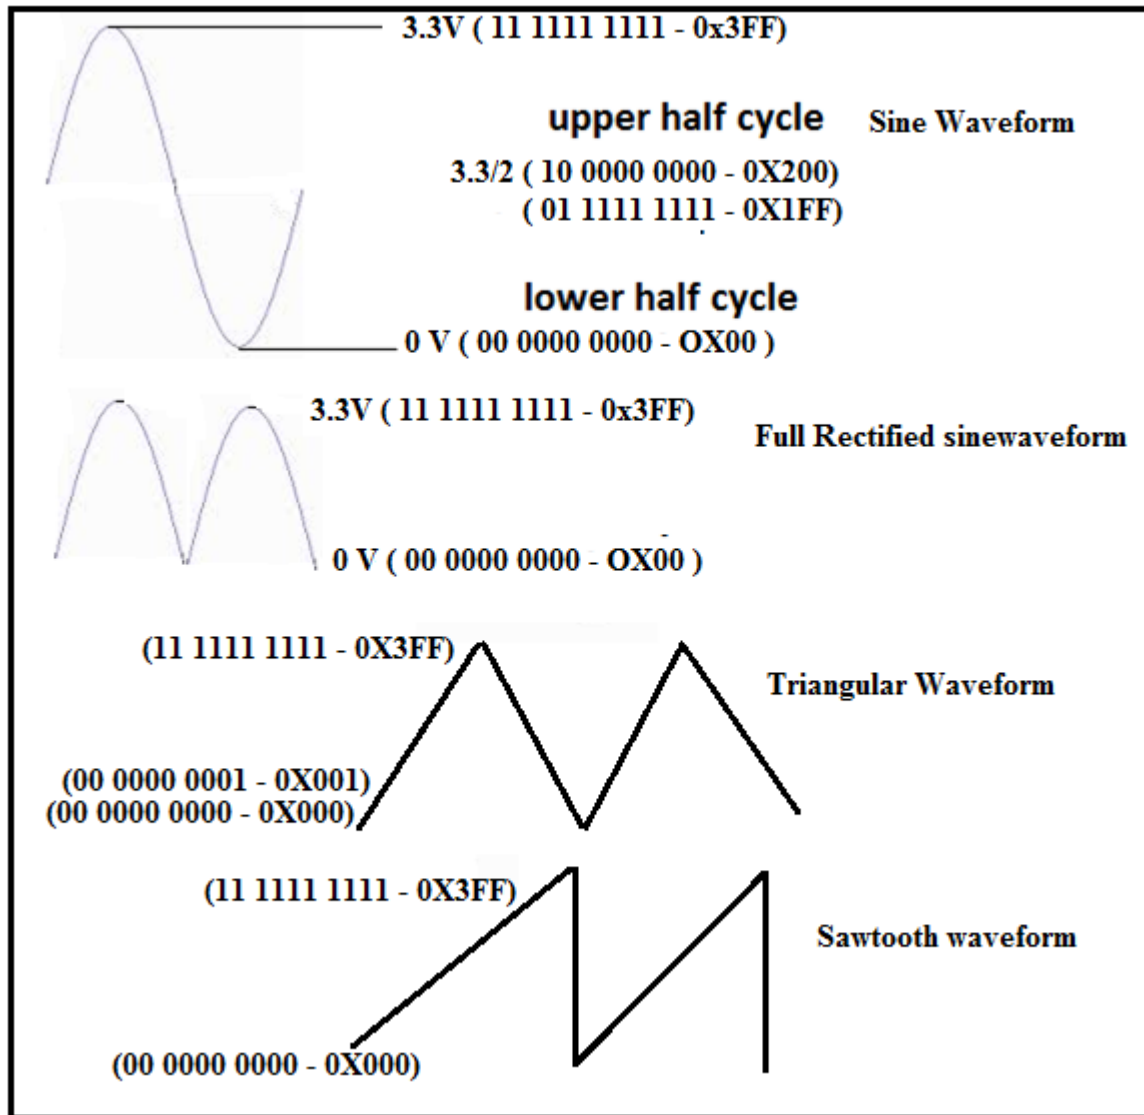 3.3V ( 11 1111 1111 - 0x3FF)
upper half cycle Sine Waveform
3.3/2 ( 10 0000 0000 - 0X200)
( 01 1111 1111 - 0X1FF)
lower half cycle
0 V ( 00 0000 0000 - OX00 )
3.3V ( 11 1111 1111 - 0x3FF)
Full Rectified sinewaveform
0 V ( 00 0000 0000 - OX00 )
(11 1111 1111 - 0X3FF)
Triangular Waveform
(00 0000 0001 - 0X001)
(00 0000 0000 - 0X000)
(11 1111 1111 - 0X3FF)
Sawtooth waveform
(00 0000 0000 - 0X000)